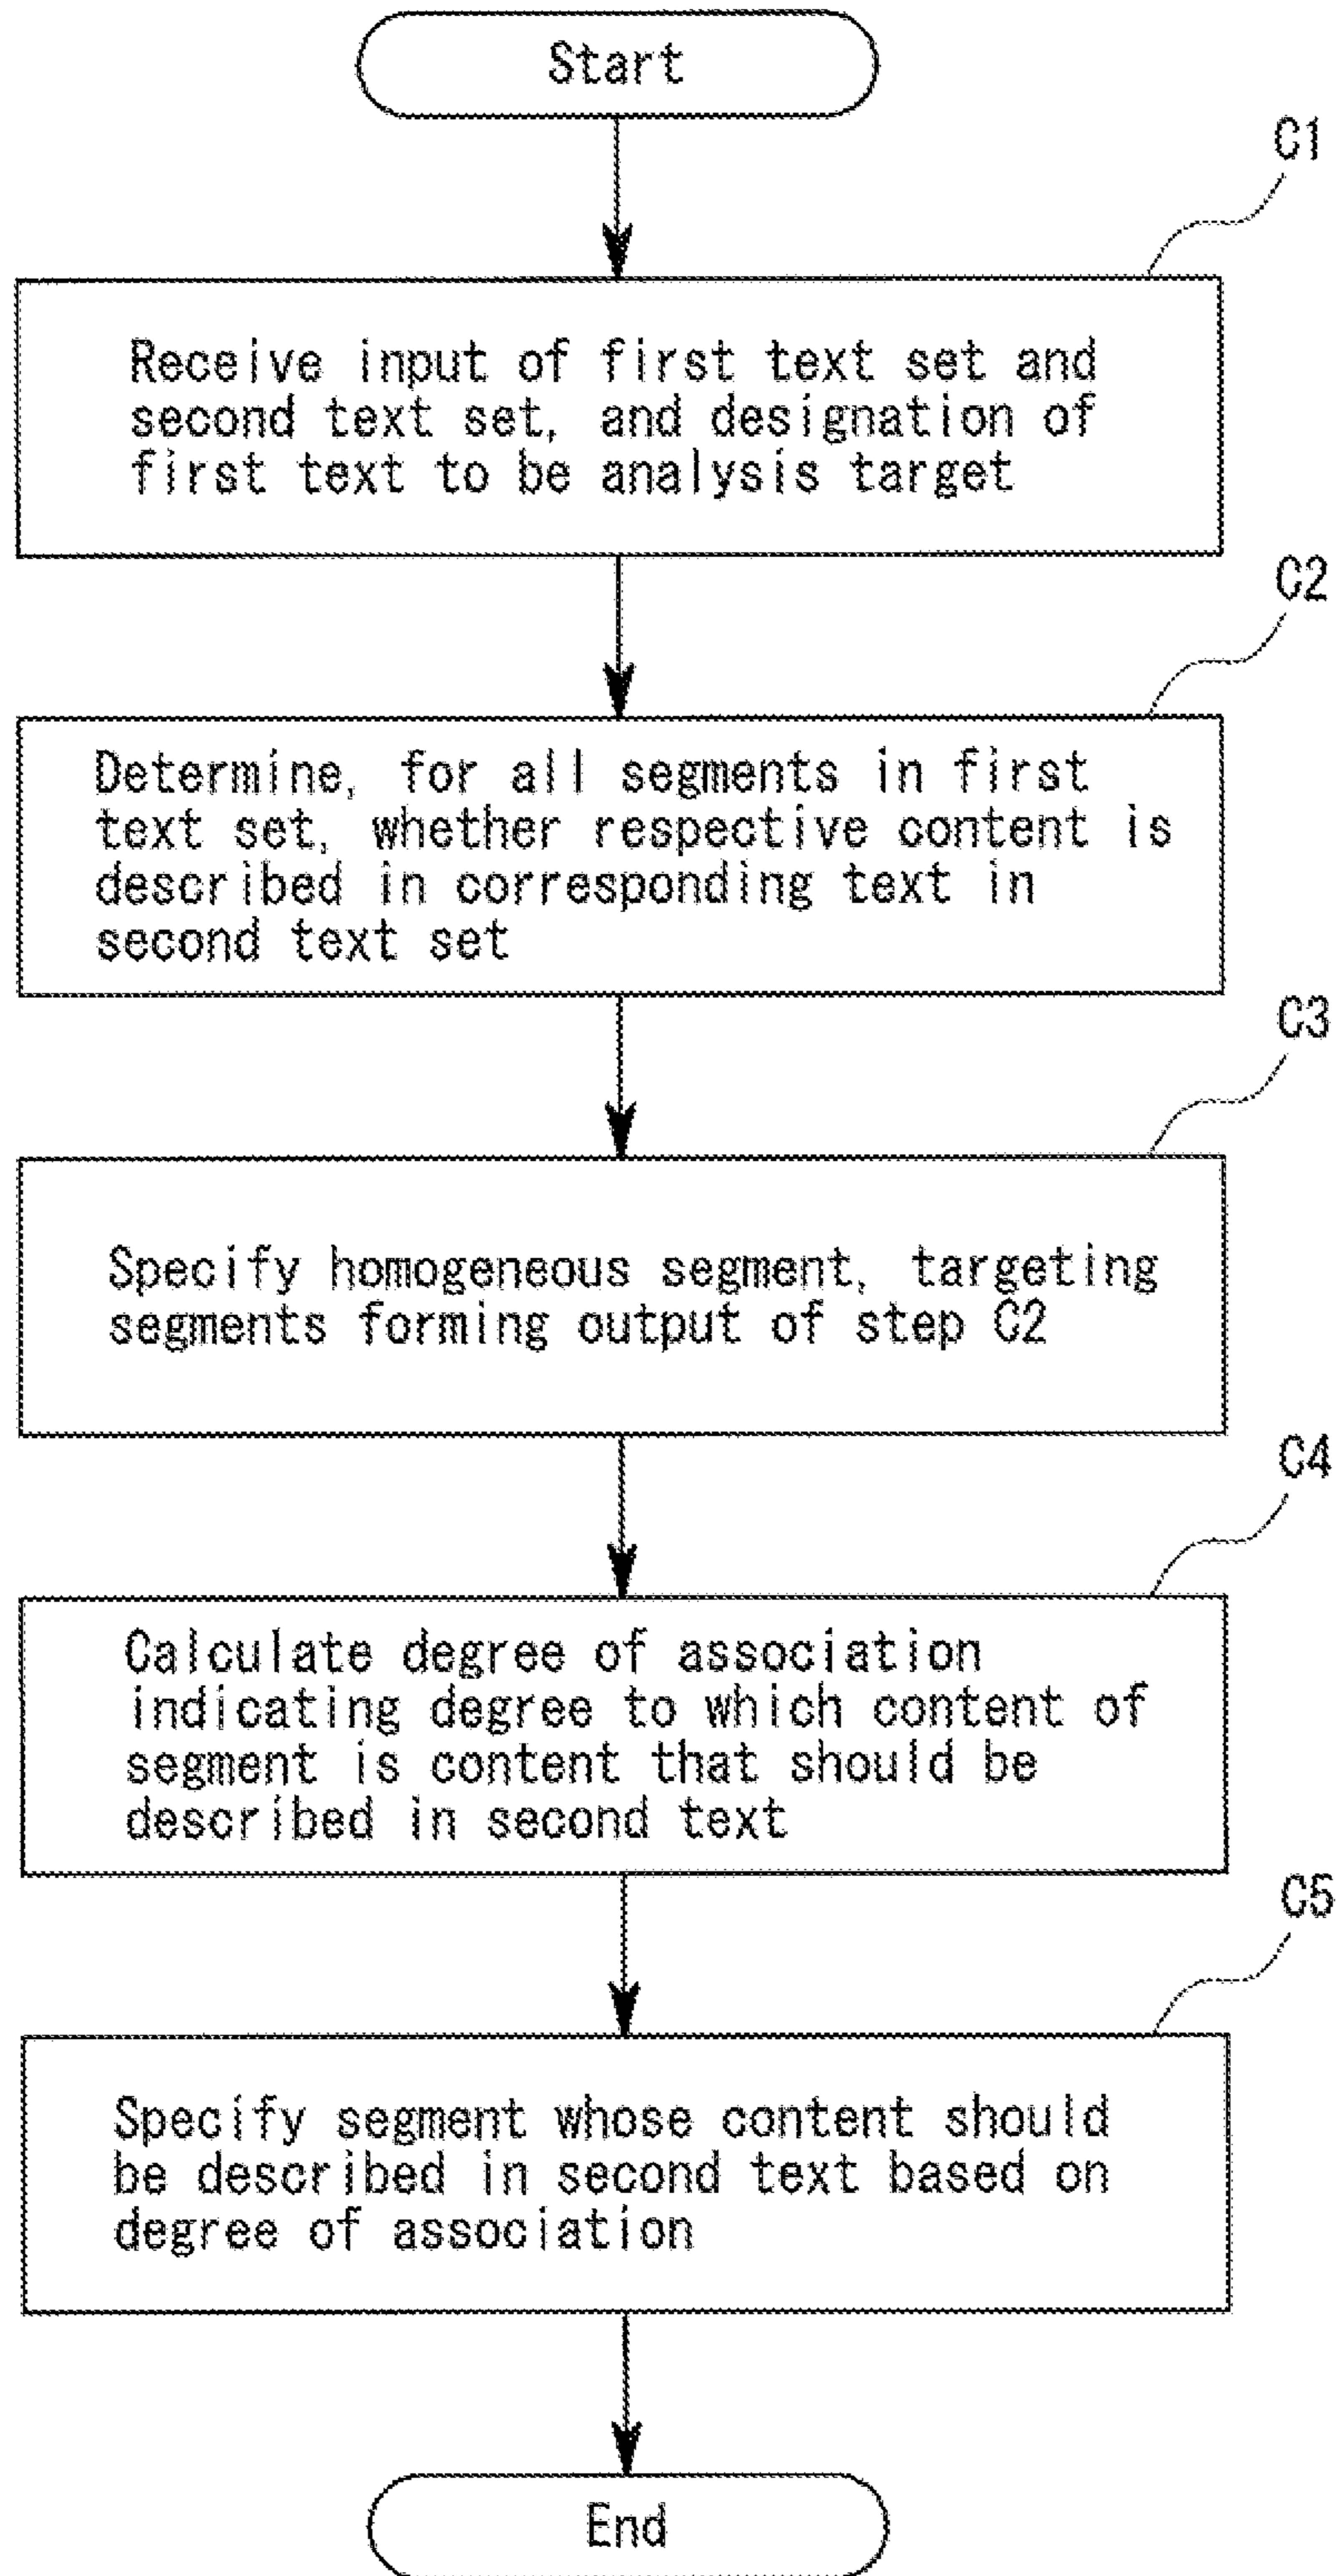 Start
C1
Receive input of first text set and
second text set, and designation of
first text to be analysis target
C2
Determine, for all segments in first
text set, whether respective content is
described in corresponding text in
second text set
C3
Specify homogeneous segment, targeting
segments forming output of step C2
C4
Calculate degree of association
indicating degree to which content of
segment is content that should be
described in second text
C5
Specify segment whose content should
be described in second text based on
degree of association
End